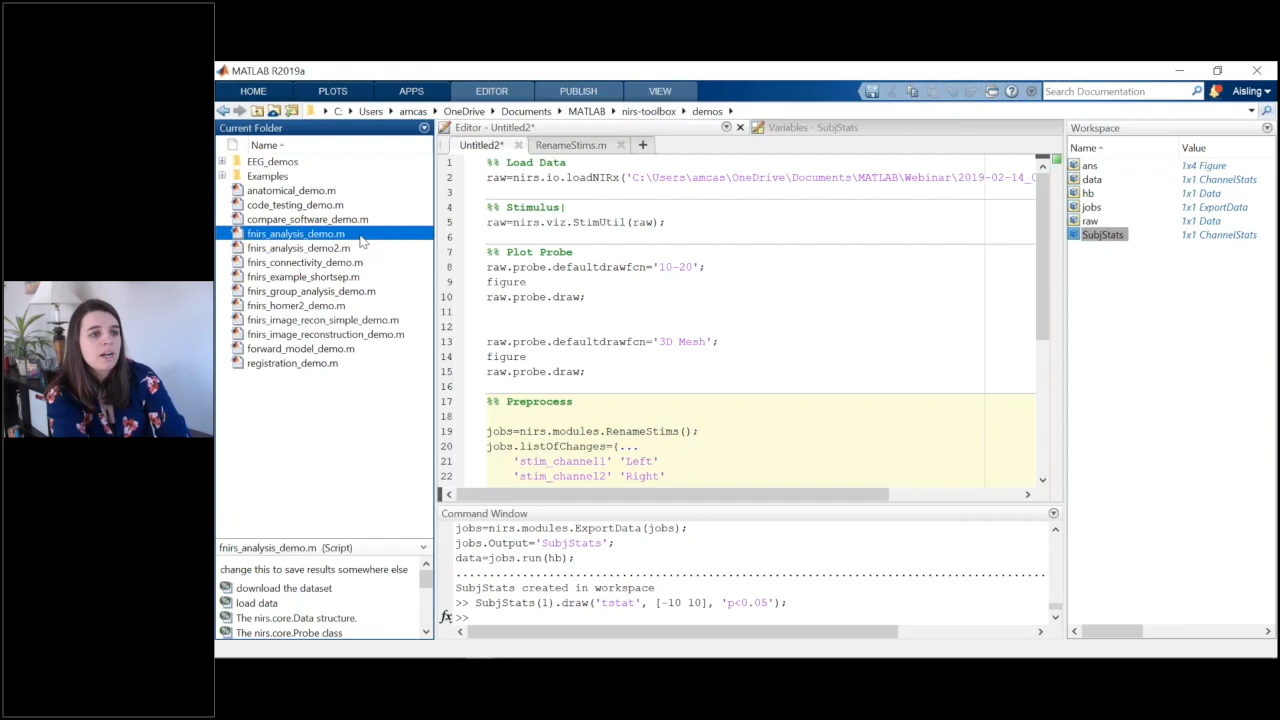 MATLAB R2019a
HOME PLOTS APPS EDITOR PUBLISH VIEW Search Documentation Aisling
C: Users amcas OneDrive Documents MATLAB nirs-toolbox demos
Current Folder
Name
EEG_demos
Examples
anatomical_demo.m
code_testing_demo.m
compare_software_demo.m
fnirs_analysis_demo.m
fnirs_analysis_demo2.m
fnirs_connectivity_demo.m
fnirs_example_shortsep.m
fnirs_group_analysis_demo.m
fnirs_homer2_demo.m
fnirs_image_recon_simple_demo.m
fnirs_image_reconstruction_demo.m
forward_model_demo.m
registration_demo.m
fnirs_analysis_demo.m (Script)
change this to save results somewhere else
download the dataset
load data
The nirs.core.Data structure.
The nirs.core.Probe class
Editor - Untitled2*
Variables - SubjStats
Untitled2* RenameStims.m
1 %% Load Data
2 raw=nirs.io.loadNIRx('C:\Users\amcas\OneDrive\Documents\MATLAB\Webinar\2019-02-14_
3
4 %% Stimulus
5 raw=nirs.viz.StimUtil(raw);
6
7 %% Plot Probe
8 raw.probe.defaultdrawfcn='10-20';
9 figure
10 raw.probe.draw;
11
12
13 raw.probe.defaultdrawfcn='3D Mesh';
14 figure
15 raw.probe.draw;
16
17 %% Preprocess
18
19 jobs=nirs.modules.RenameStims();
20 jobs.listOfChanges={...
21 'stim_channel1' 'Left'
22 'stim_channel2' 'Right'
Command Window
jobs=nirs.modules.ExportData(jobs);
jobs.Output='SubjStats';
data=jobs.run(hb);
SubjStats created in workspace
>> SubjStats(1).draw('tstat', [-10 10], 'p<0.05');
fx >>
Workspace
Name Value
ans 1x4 Figure
data 1x1 ChannelStats
hb 1x1 Data
jobs 1x1 ExportData
raw 1x1 Data
SubjStats 1x1 ChannelStats